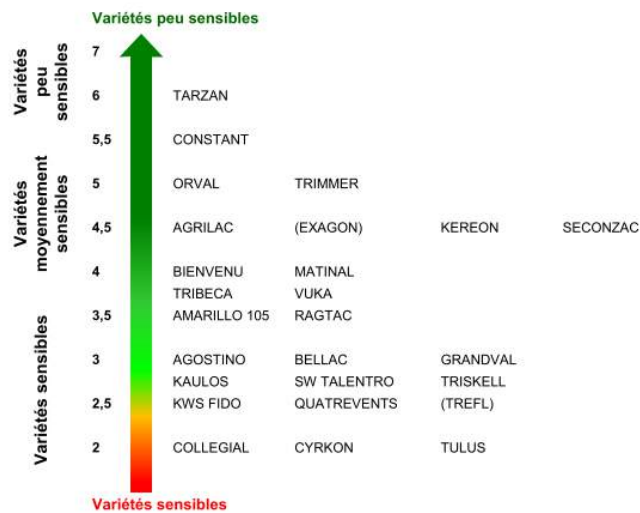 Variétés peu sensibles
Variétés
peu
sensibles
7
6 TARZAN
5,5 CONSTANT
Variétés
moyennement
sensibles
5 ORVAL TRIMMER
4,5 AGRILAC (EXAGON) KEREON SECONZAC
4 BIENVENU MATINAL
TRIBECA VUKA
3,5 AMARILLO 105 RAGTAC
Variétés sensibles
3 AGOSTINO BELLAC GRANDVAL
KAULOS SW TALENTRO TRISKELL
2,5 KWS FIDO QUATREVENTS (TREFL)
2 COLLEGIAL CYRKON TULUS
Variétés sensibles